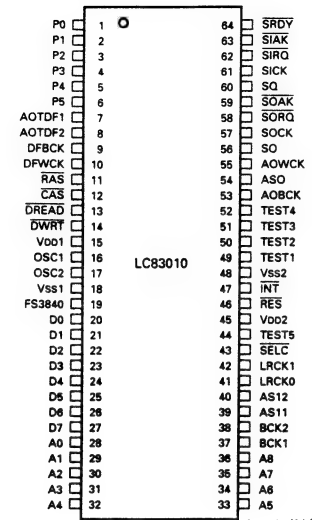 P0 1 64 SRDY
P1 2 63 SIAK
P2 3 62 SIRQ
P3 4 61 SICK
P4 5 60 SQ
P5 6 59 SOAK
AOTDF1 7 58 SORQ
AOTDF2 8 57 SOCK
DFBCK 9 56 SO
DFWCK 10 55 AOWCK
RAS 11 54 ASO
CAS 12 53 AOBCK
DREAD 13 52 TEST4
DWRT 14 51 TEST3
VDD1 15 50 TEST2
OSC1 16 LC83010 49 TEST1
OSC2 17 48 VSS2
VSS1 18 47 INT
FS3840 19 46 RES
D0 20 45 VDD2
D1 21 44 TEST5
D2 22 43 SELC
D3 23 42 LRCK1
D4 24 41 LRCK0
D5 25 40 AS12
D6 26 39 AS11
D7 27 38 BCK2
A0 28 37 BCK1
A1 29 36 A8
A2 30 35 A7
A3 31 34 A6
A4 32 33 A5